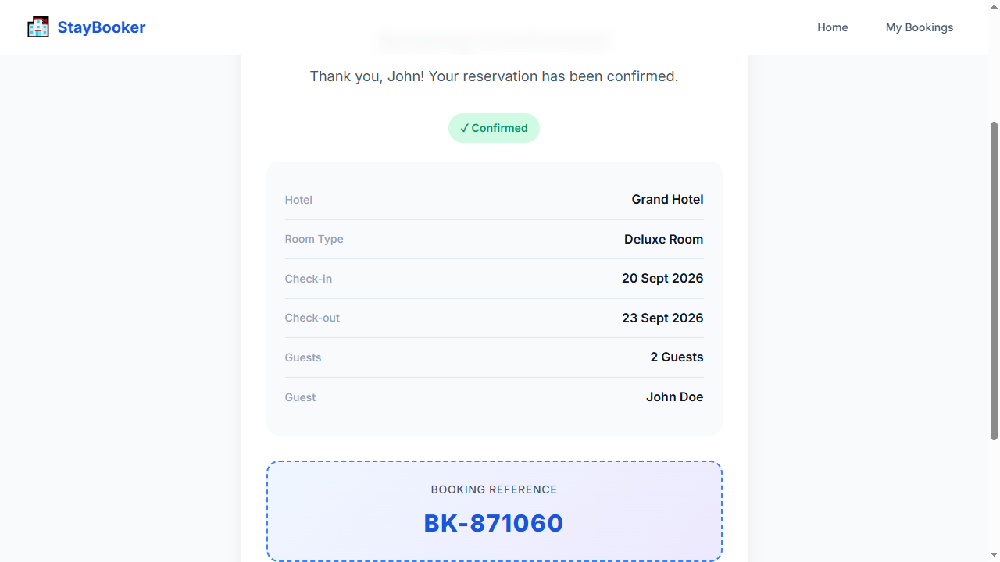 StayBooker
Home
My Bookings
Thank you, John! Your reservation has been confirmed.
✓ Confirmed
Hotel
Grand Hotel
Room Type
Deluxe Room
Check-in
20 Sept 2026
Check-out
23 Sept 2026
Guests
2 Guests
Guest
John Doe
BOOKING REFERENCE
BK-871060